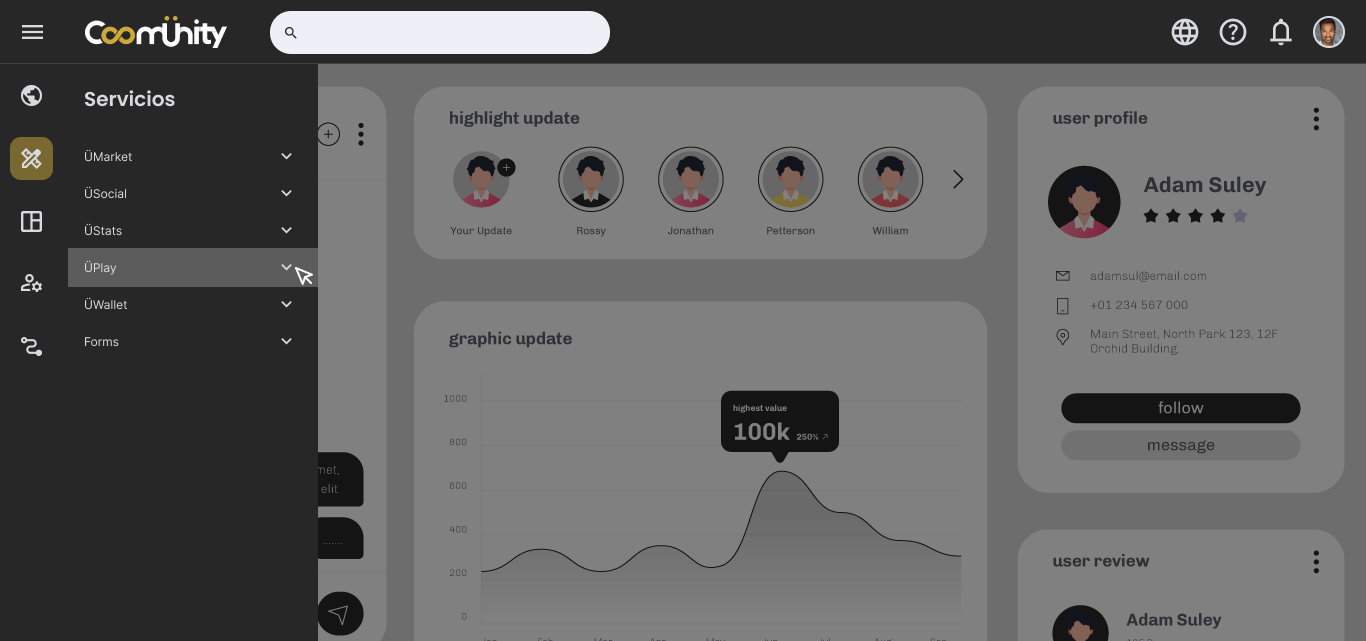 CoomÜnity
Servicios
ÜMarket
ÜSocial
ÜStats
ÜPlay
ÜWallet
Forms
met,
elit
.......
highlight update
Your Update
Rossy
Jonathan
Petterson
William
graphic update
1000
800
600
400
200
0
highest value
100k 250%
user profile
Adam Suley
adamsul@email.com
+01 234 567 000
Main Street, North Park 123, 12F
Orchid Building.
follow
message
user review
Adam Suley